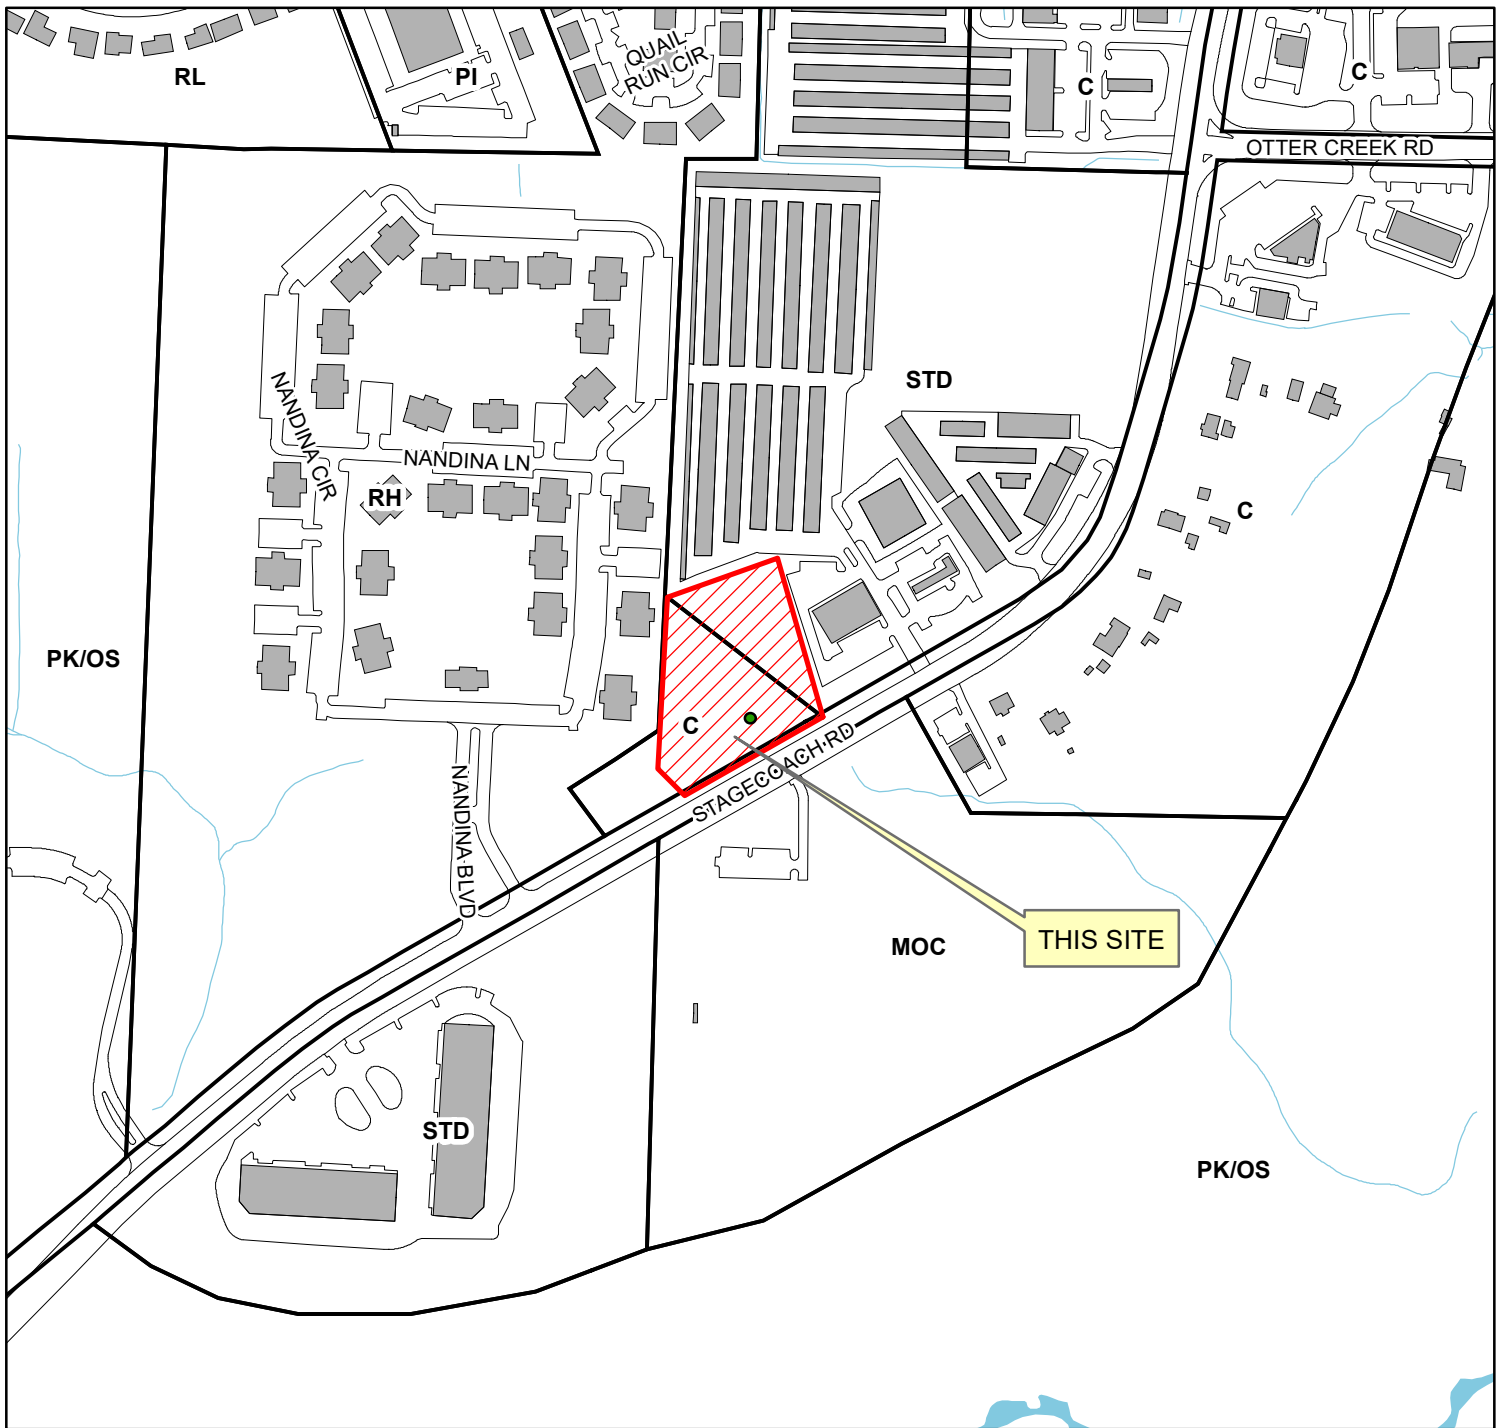 RL
PI
QUAIL
RUN CIR
C
C
OTTER CREEK RD
STD
NANDINA CIR
NANDINA LN
RH
C
PK/OS
C
STAGECOACH RD
NANDINA BLVD
MOC
THIS SITE
STD
PK/OS